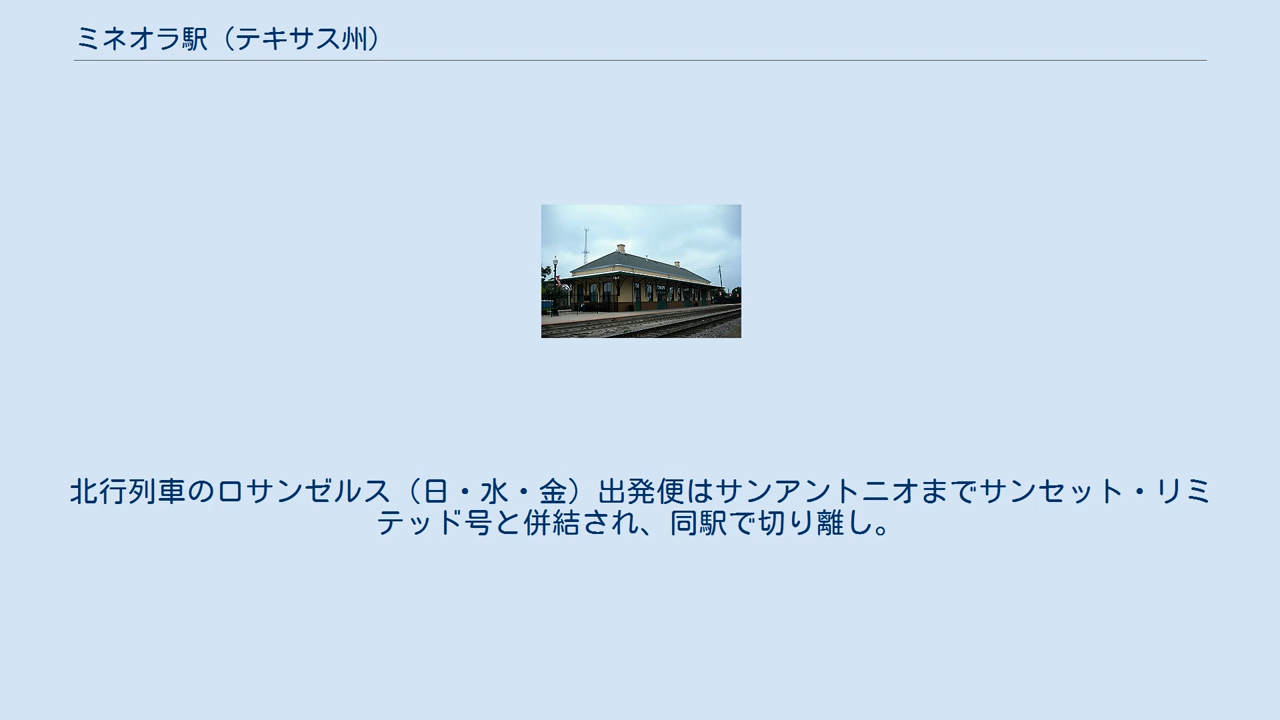 ミネオラ駅（テキサス州）
北行列車のロサンゼルス（日・水・金）出発便はサンアントニオまでサンセット・リミ
テッド号と併結され、同駅で切り離し。